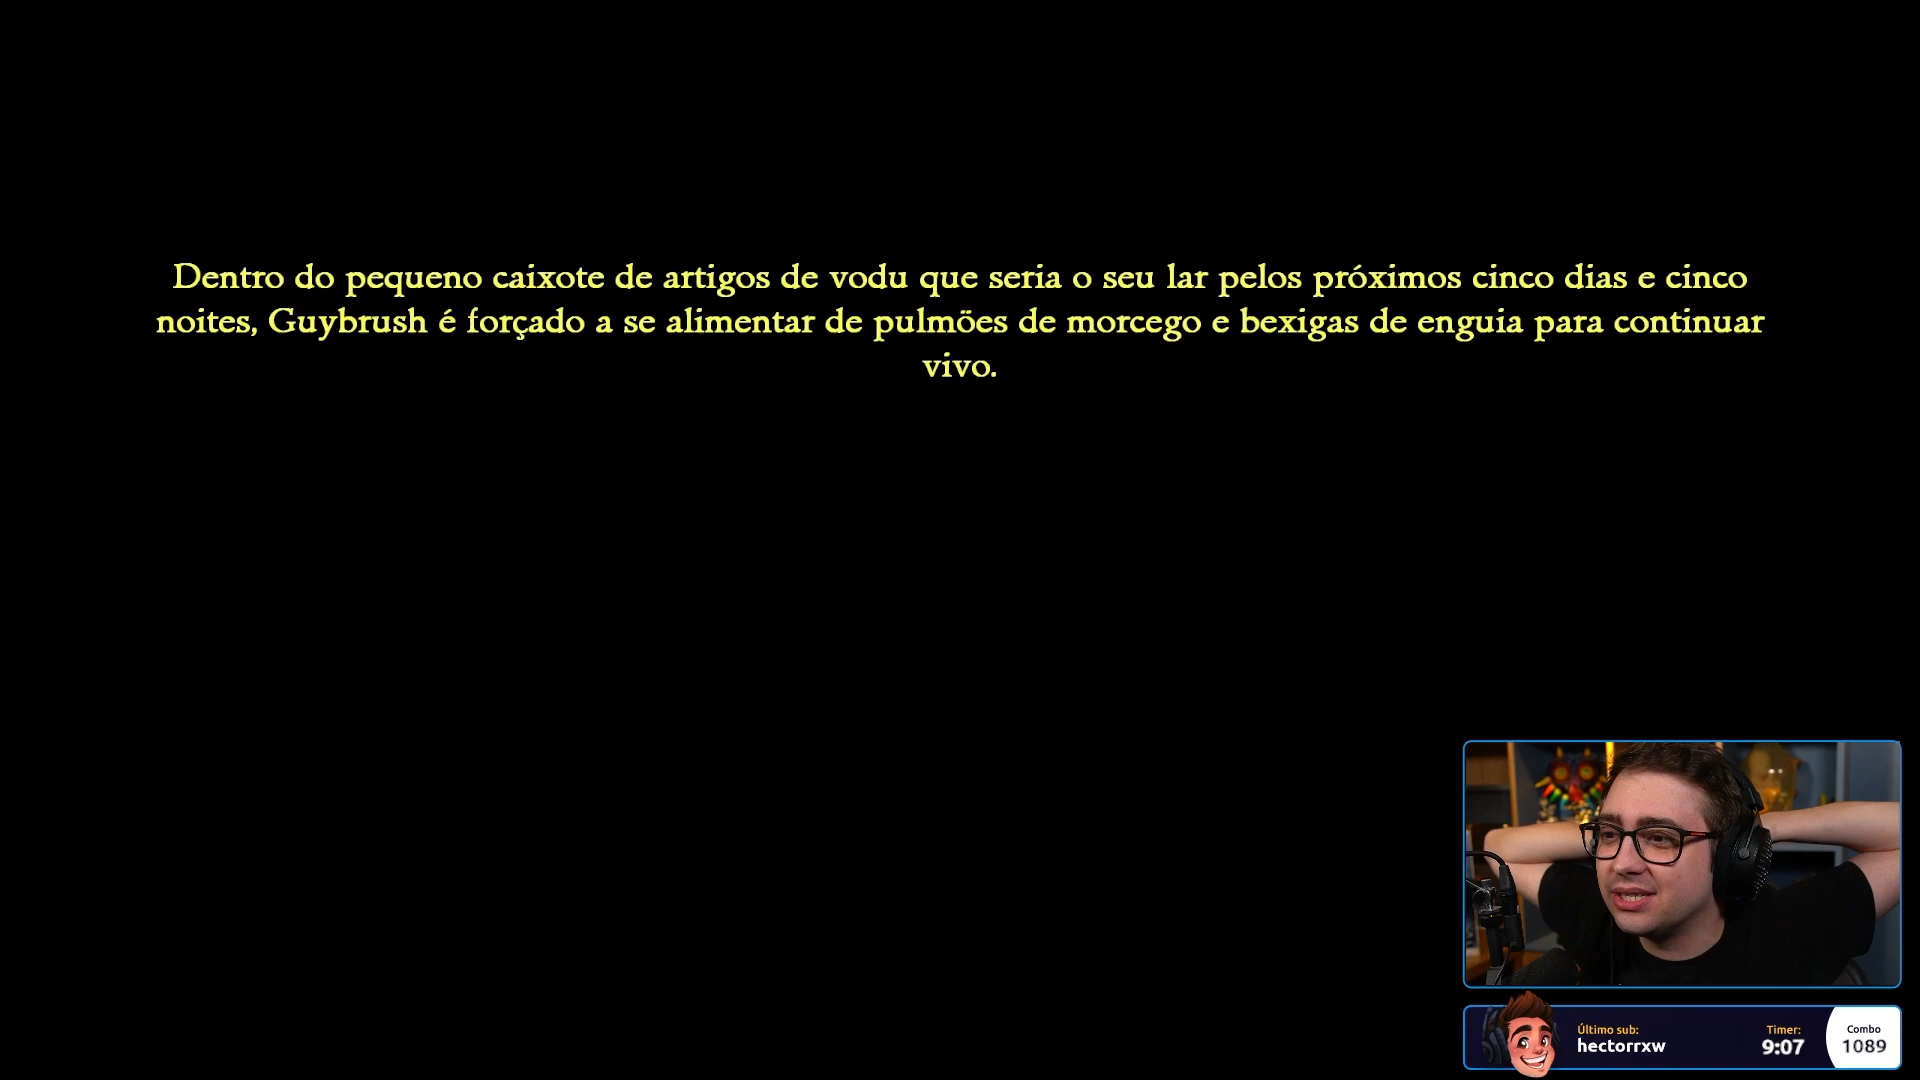 Dentro do pequeno caixote de artigos de vodu que seria o seu lar pelos próximos cinco dias e cinco
noites, Guybrush é forçado a se alimentar de pulmões de morcego e bexigas de enguia para continuar
vivo.
Último sub:
hectorrxw
Timer:
9:07
Combo
1089